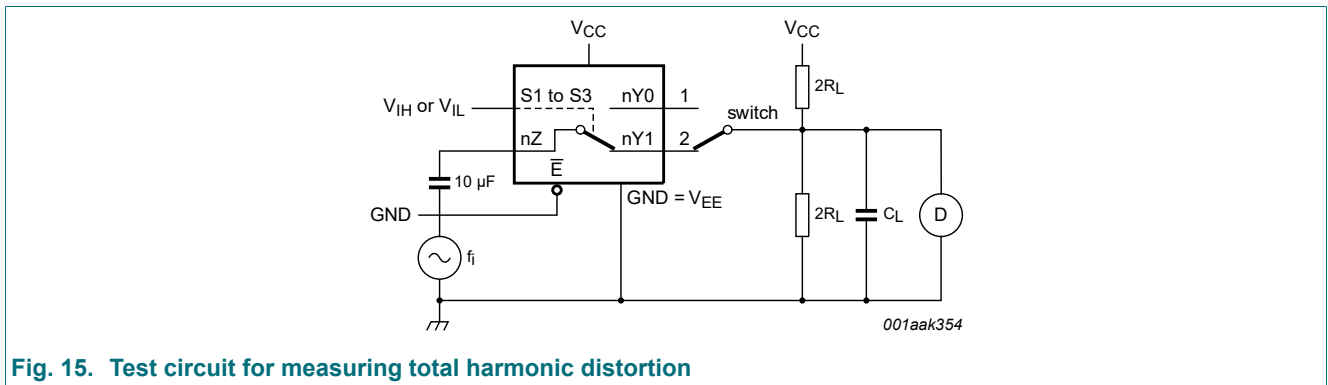 VCC
VCC
S1 to S3
nY0
1
2RL
VIH or VIL
switch
nZ
nY1
2
E
10 µF
GND = VEE
GND
2RL
CL
D
fi
001aak354
Fig. 15. Test circuit for measuring total harmonic distortion